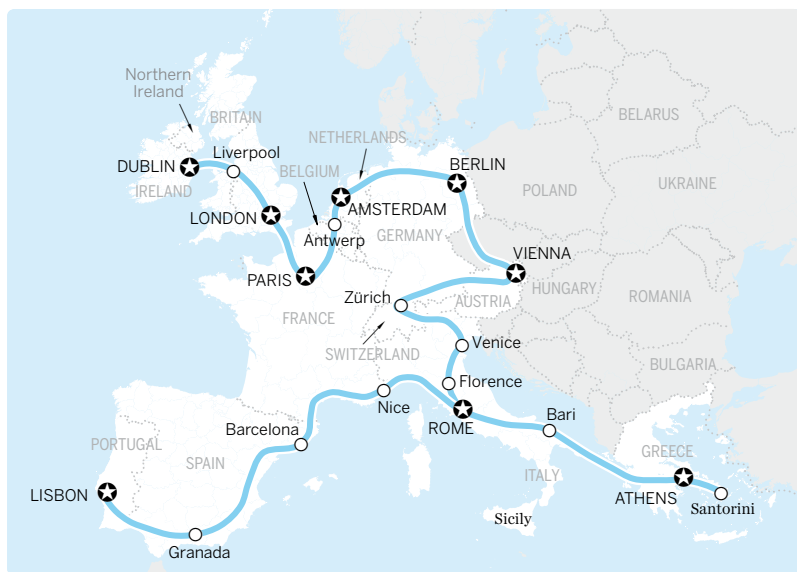 Northern
Ireland
BRITAIN
BELARUS
NETHERLANDS
DUBLIN
Liverpool
BERLIN
BELGIUM
IRELAND
POLAND
UKRAINE
LONDON
AMSTERDAM
Antwerp
GERMANY
VIENNA
PARIS
HUNGARY
Zürich
AUSTRIA
ROMANIA
FRANCE
SWITZERLAND
Venice
BULGARIA
Florence
Nice
Bari
Barcelona
ROME
PORTUGAL
SPAIN
GREECE
ITALY
LISBON
ATHENS
Santorini
Sicily
Granada